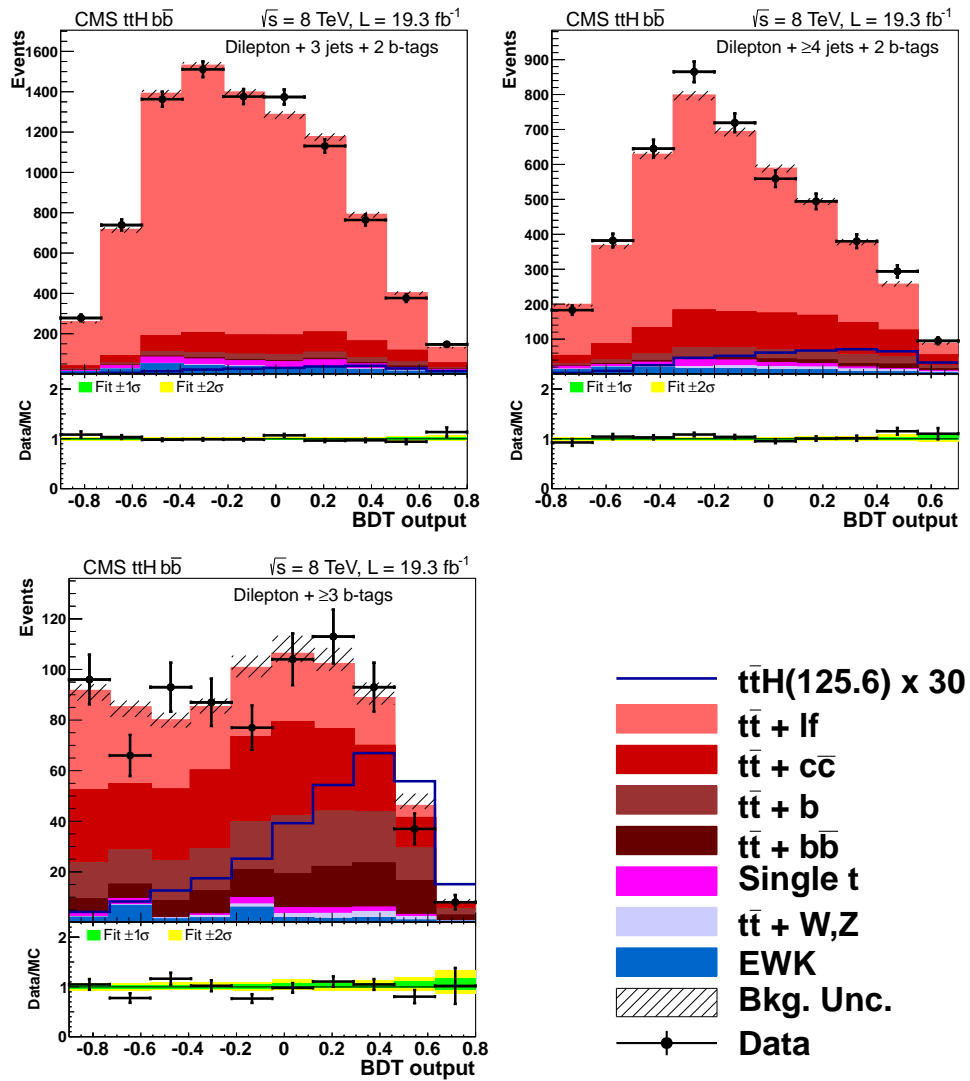 CMS ttH bb̅ √s = 8 TeV, L = 19.3 fb⁻¹
Dilepton + 3 jets + 2 b-tags
Events
1600
1400
1200
1000
800
600
400
200
Fit ±1σ Fit ±2σ
Data/MC
2
1
0
-0.8 -0.6 -0.4 -0.2 0 0.2 0.4 0.6 0.8
BDT output
CMS ttH bb̅ √s = 8 TeV, L = 19.3 fb⁻¹
Dilepton + ≥4 jets + 2 b-tags
Events
900
800
700
600
500
400
300
200
100
Fit ±1σ Fit ±2σ
Data/MC
2
1
0
-0.8 -0.6 -0.4 -0.2 0 0.2 0.4 0.6
BDT output
CMS ttH bb̅ √s = 8 TeV, L = 19.3 fb⁻¹
Dilepton + ≥3 b-tags
Events
120
100
80
60
40
20
Fit ±1σ Fit ±2σ
Data/MC
2
1
0
-0.8 -0.6 -0.4 -0.2 0 0.2 0.4 0.6 0.8
BDT output
tt̅H(125.6) x 30
tt̅ + lf
tt̅ + cc̅
tt̅ + b
tt̅ + bb̅
Single t
tt̅ + W,Z
EWK
Bkg. Unc.
Data